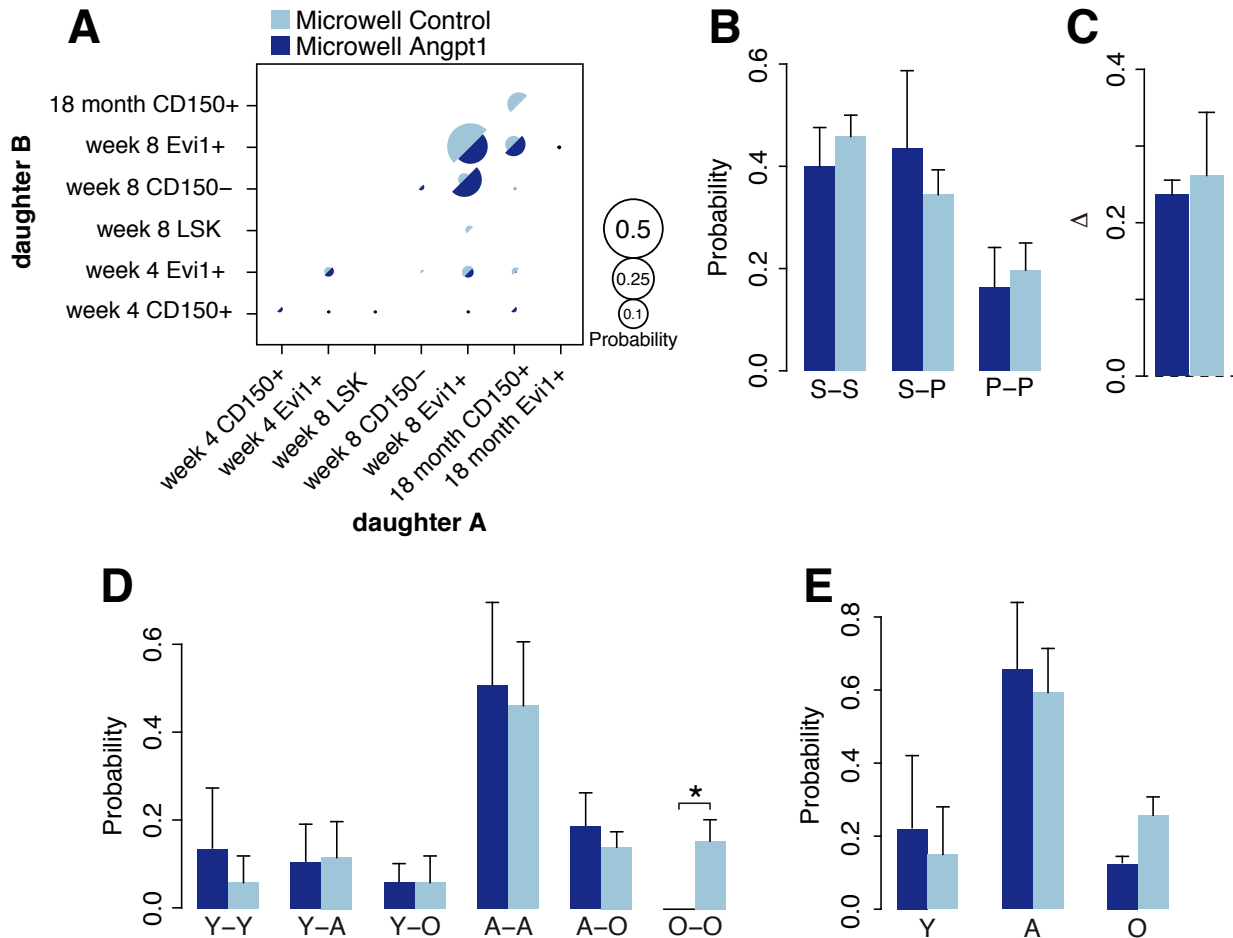 A
Microwell Control
Microwell Angpt1
daughter B
18 month CD150+
week 8 Evi1+
week 8 CD150−
week 8 LSK
week 4 Evi1+
week 4 CD150+
0.5
0.25
0.1
Probability
week 4 CD150+
week 4 Evi1+
week 8 LSK
week 8 CD150−
week 8 Evi1+
18 month CD150+
18 month Evi1+
daughter A
B
Probability
0.6
0.4
0.2
0.0
S−S
S−P
P−P
C
Δ
0.4
0.2
0.0
D
Probability
0.6
0.4
0.2
0.0
*
Y−Y
Y−A
Y−O
A−A
A−O
O−O
E
Probability
0.8
0.6
0.4
0.2
0.0
Y
A
O